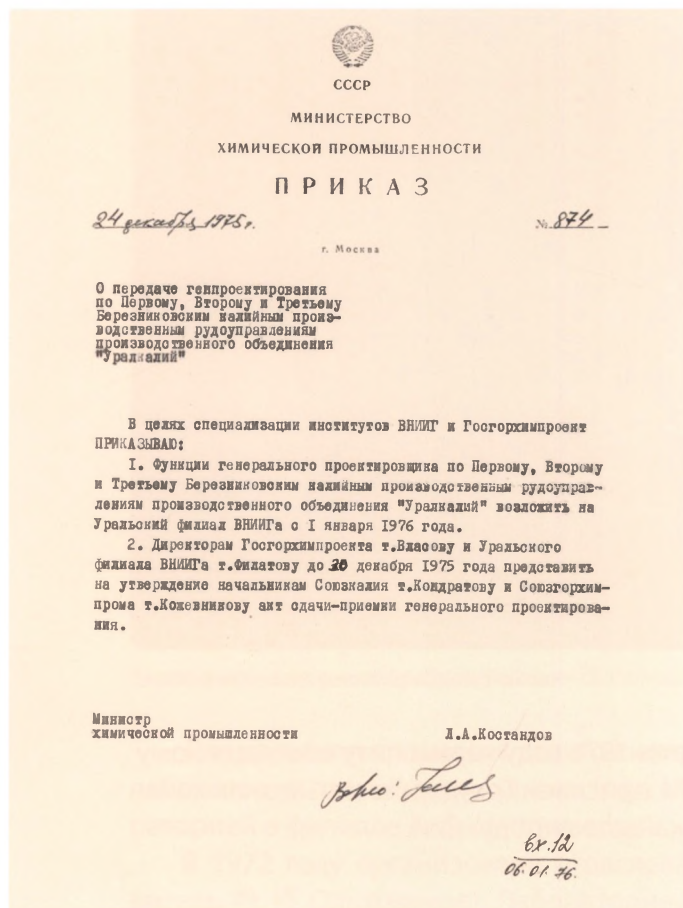 СССР
МИНИСТЕРСТВО
ХИМИЧЕСКОЙ ПРОМЫШЛЕННОСТИ
ПРИКАЗ
24 декабря 1975 г. № 874
г. Москва
О передаче генпроектирования
по Первому, Второму и Третьему
Березниковским калийным произ-
водственным рудоуправлениям
производственного объединения
"Уралкалий"
В целях специализации институтов ВНИИГ и Госгорхимпроект
ПРИКАЗЫВАЮ:
1. Функции генерального проектировщика по Первому, Второму
и Третьему Березниковским калийным производственным рудоуправ-
лениям производственного объединения "Уралкалий" возложить на
Уральский филиал ВНИИГа с I января 1976 года.
2. Директорам Госгорхимпроекта т.Власову и Уральского
филиала ВНИИГа т.Филатову до декабря 1975 года представить
на утверждение начальникам Союзкалия т.Кондратову и Союзгорхим-
прома т.Кожевникову акт сдачи-приемки генерального проектирова-
ния.
Министр
химической промышленности Л.А.Костандов
Верно:
вх.12
06.01.76.